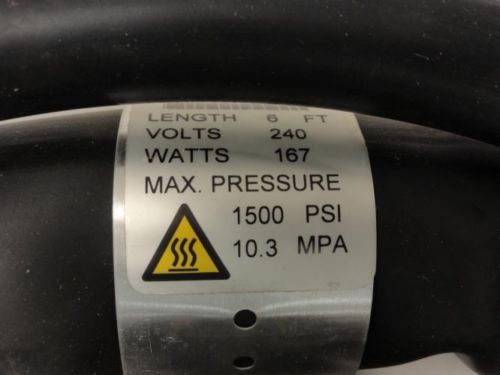 LENGTH 6 FT
VOLTS 240
WATTS 167
MAX. PRESSURE
1500 PSI
10.3 MPA